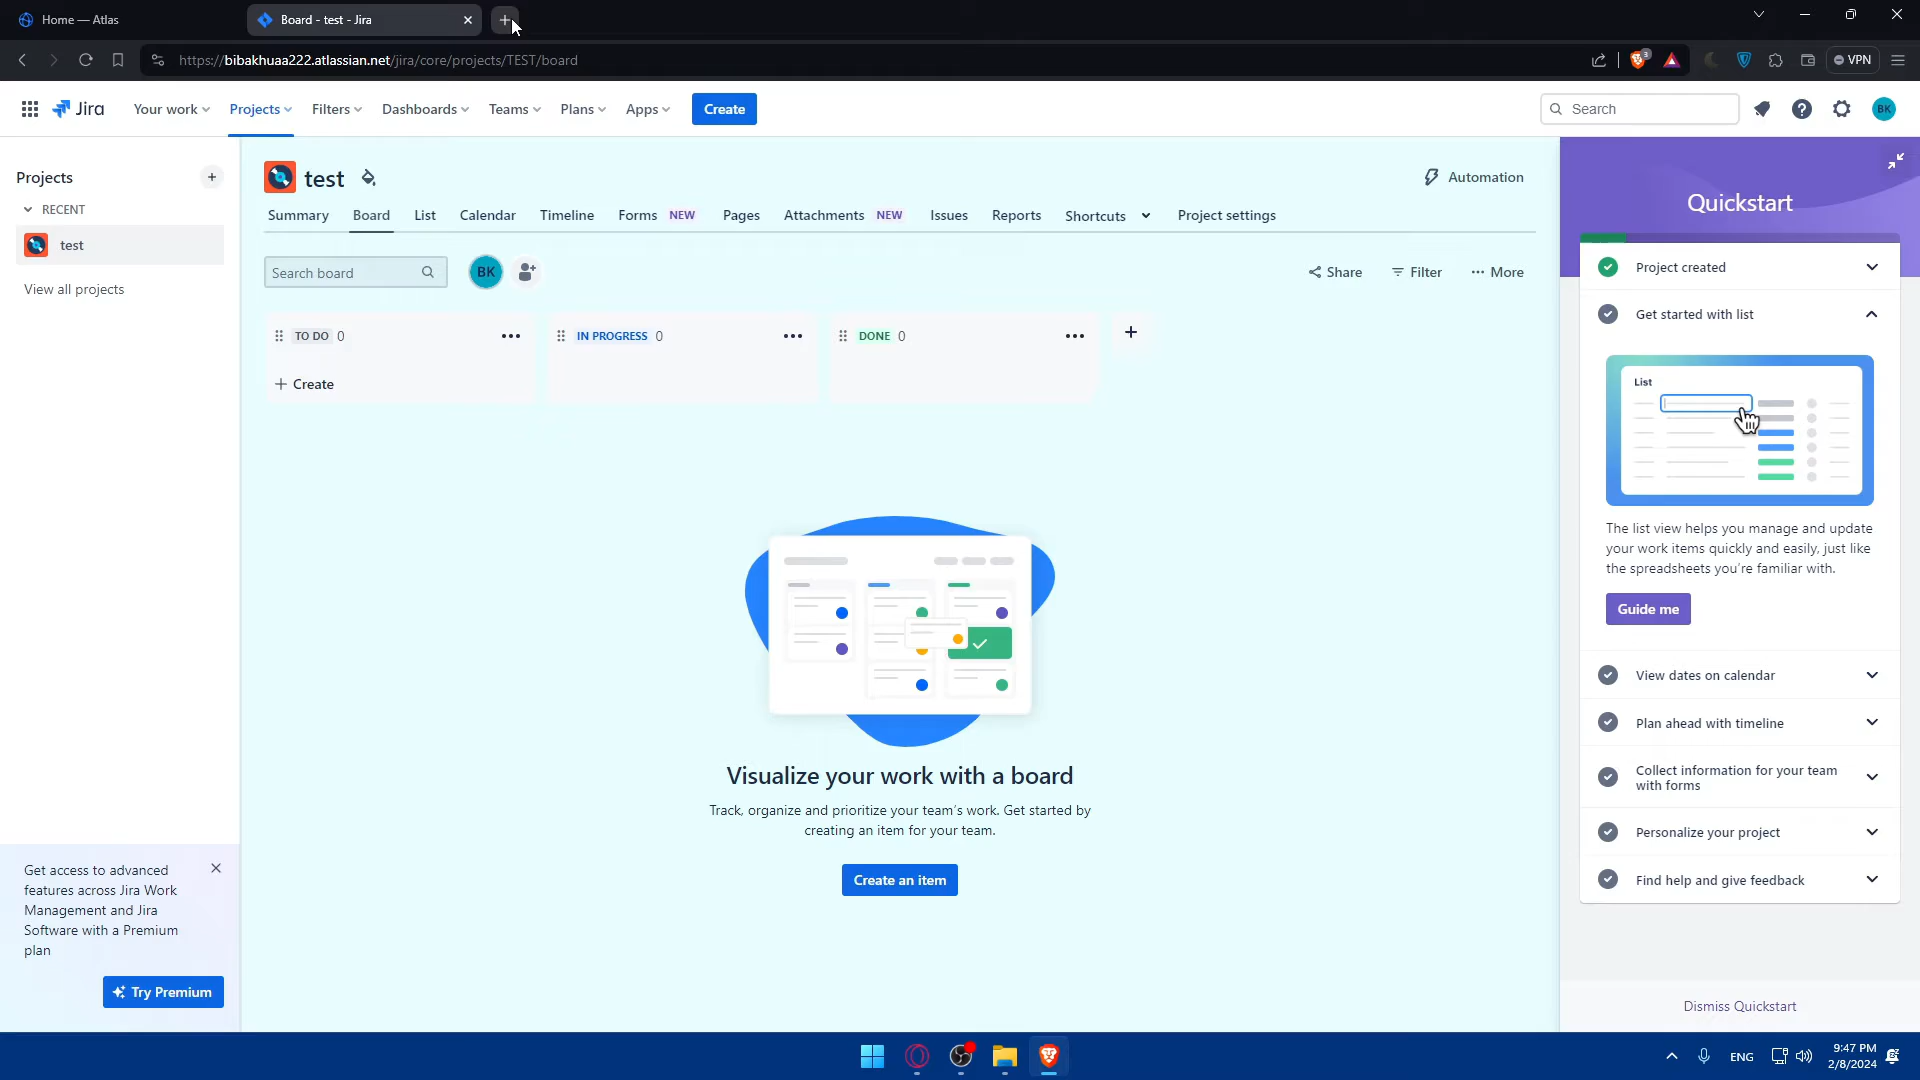 Home — Atlas
Board - test - Jira
https://bibakhuaa222.atlassian.net/jira/core/projects/TEST/board
3
VPN
Jira
Your work
Projects
Filters
Dashboards
Teams
Plans
Apps
Create
Search
BK
Projects
RECENT
test
View all projects
test
Automation
Summary
Board
List
Calendar
Timeline
Forms NEW
Pages
Attachments NEW
Issues
Reports
Shortcuts
Project settings
Search board
BK
Share
Filter
More
TO DO 0
IN PROGRESS 0
DONE 0
Create
Visualize your work with a board
Track, organize and prioritize your team's work. Get started by
creating an item for your team.
Create an item
Quickstart
Project created
Get started with list
List
The list view helps you manage and update
your work items quickly and easily, just like
the spreadsheets you're familiar with.
Guide me
View dates on calendar
Plan ahead with timeline
Collect information for your team
with forms
Personalize your project
Find help and give feedback
Dismiss Quickstart
Get access to advanced
features across Jira Work
Management and Jira
Software with a Premium
plan
Try Premium
ENG
9:47 PM
2/8/2024